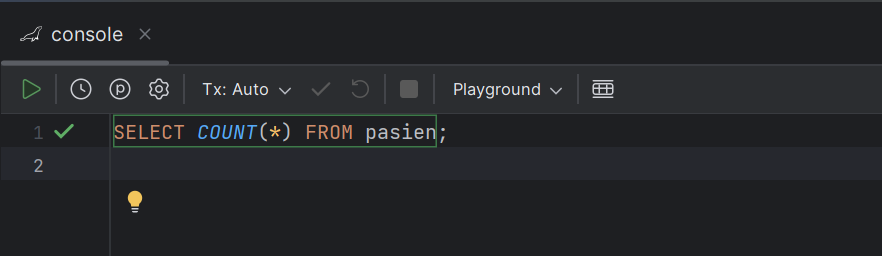 console
Tx: Auto
Playground
1 SELECT COUNT(*) FROM pasien;
2